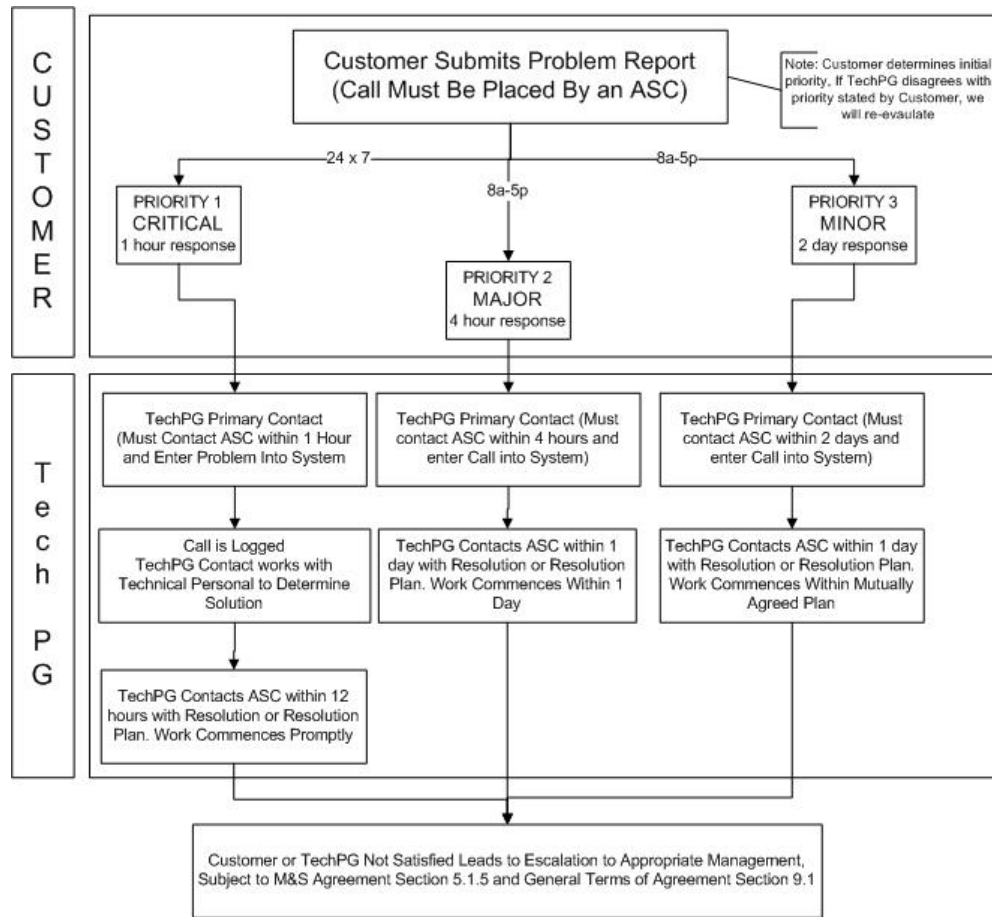 CUSTOMER
Customer Submits Problem Report
(Call Must Be Placed By an ASC)
Note: Customer determines initial
priority, If TechPG disagrees with
priority stated by Customer, we
will re-evaulate
24 x 7
8a-5p
8a-5p
PRIORITY 1
CRITICAL
1 hour response
PRIORITY 2
MAJOR
4 hour response
PRIORITY 3
MINOR
2 day response
Tech PG
TechPG Primary Contact
(Must Contact ASC within 1 Hour
and Enter Problem Into System
TechPG Primary Contact (Must
contact ASC within 4 hours and
enter Call into System)
TechPG Primary Contact (Must
contact ASC within 2 days and
enter Call into System)
Call is Logged
TechPG Contact works with
Technical Personal to Determine
Solution
TechPG Contacts ASC within 1
day with Resolution or Resolution
Plan. Work Commences Within 1
Day
TechPG Contacts ASC within 1 day
with Resolution or Resolution Plan.
Work Commences Within Mutually
Agreed Plan
TechPG Contacts ASC within 12
hours with Resolution or Resolution
Plan. Work Commences Promptly
Customer or TechPG Not Satisfied Leads to Escalation to Appropriate Management,
Subject to M&S Agreement Section 5.1.5 and General Terms of Agreement Section 9.1